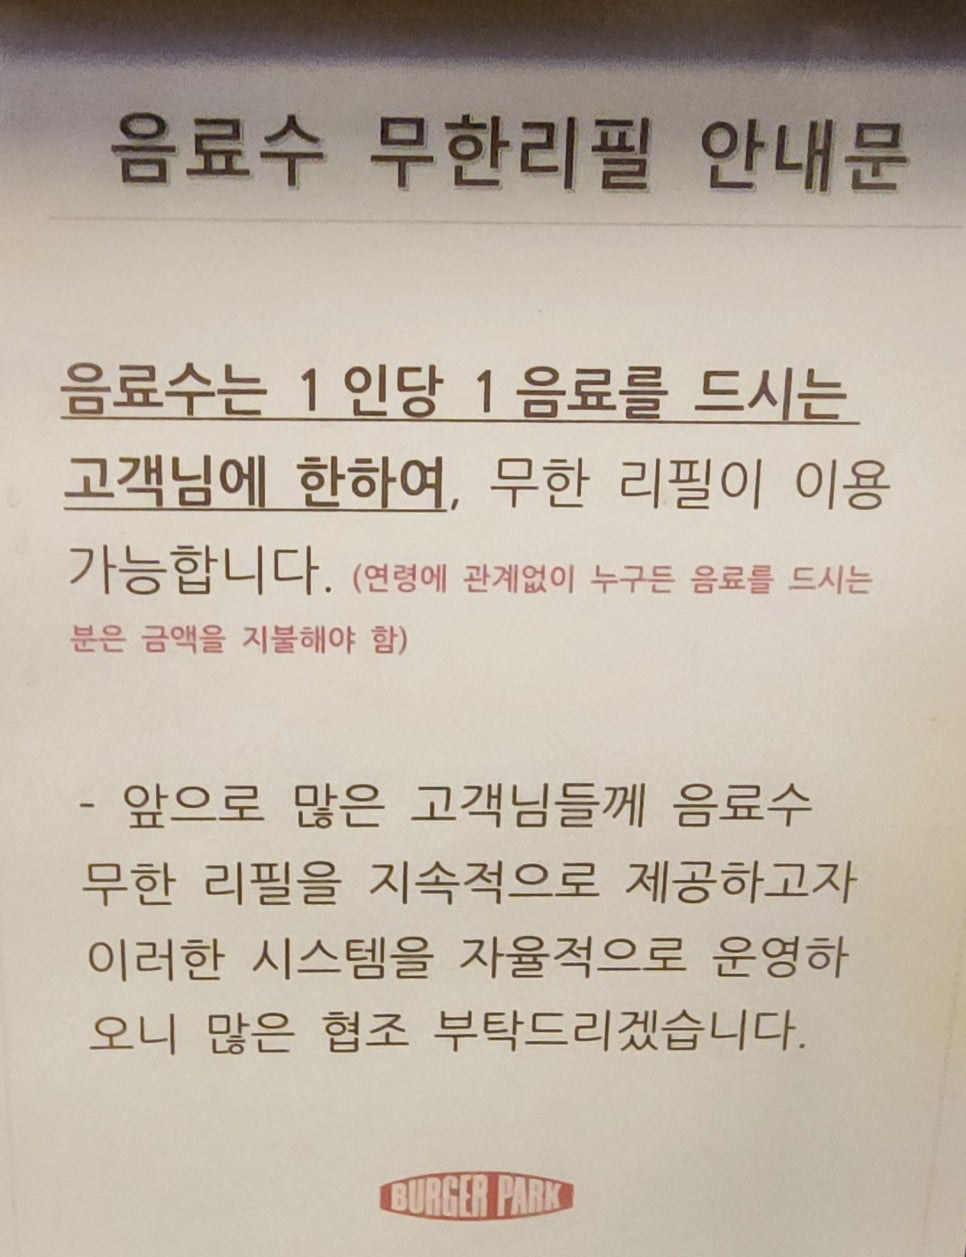 음료수 무한리필 안내문
음료수는 1 인당 1 음료를 드시는
고객님에 한하여, 무한 리필이 이용
가능합니다. (연령에 관계없이 누구든 음료를 드시는
분은 금액을 지불해야 함)
- 앞으로 많은 고객님들께 음료수
무한 리필을 지속적으로 제공하고자
이러한 시스템을 자율적으로 운영하
오니 많은 협조 부탁드리겠습니다.
BURGER PARK